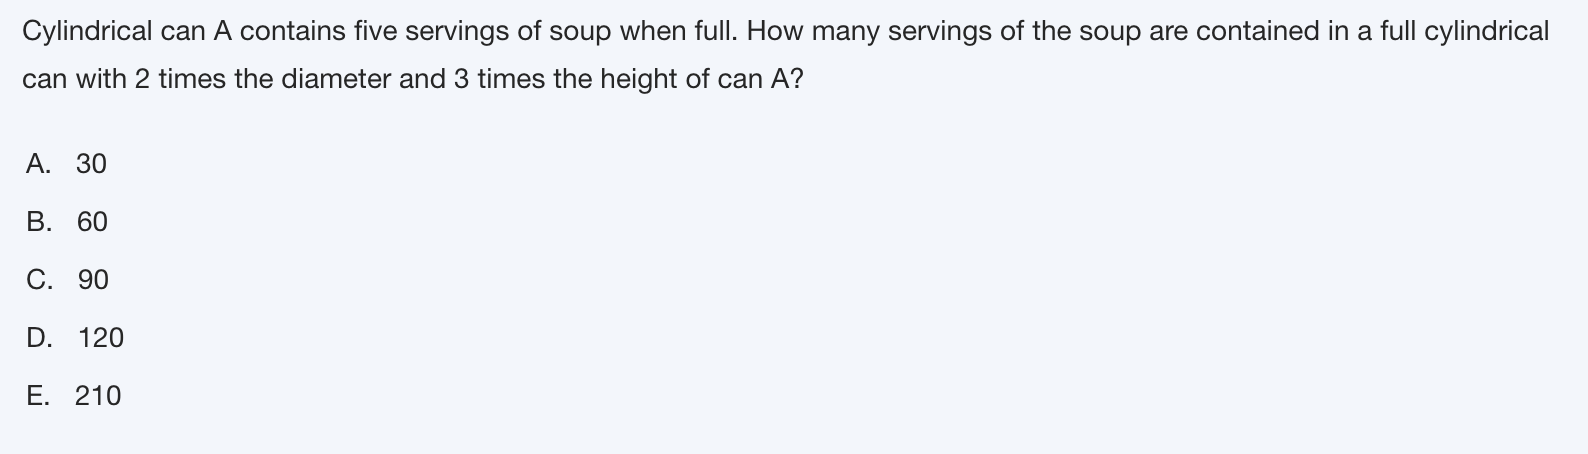 Cylindrical can A contains five servings of soup when full. How many servings of the soup are contained in a full cylindrical
can with 2 times the diameter and 3 times the height of can A?
A. 30
B. 60
C. 90
D. 120
E. 210